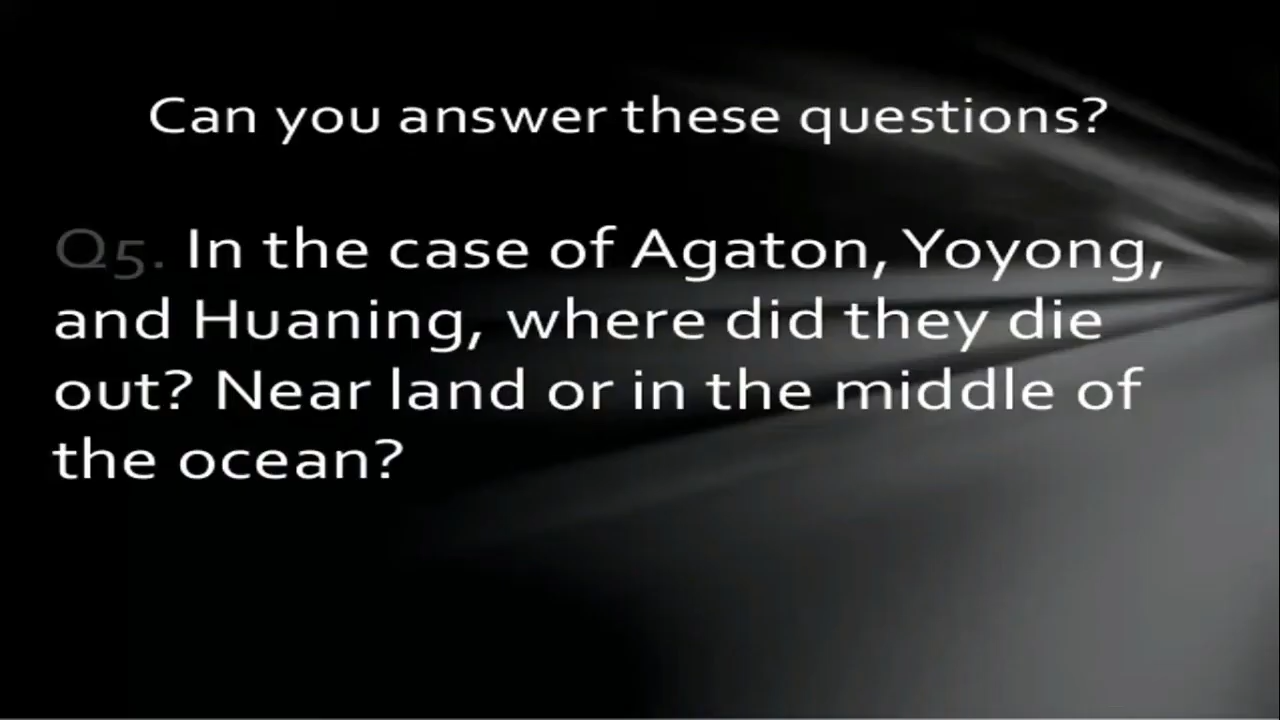 Can you answer these questions?
Q5. In the case of Agaton, Yoyong,
and Huaning, where did they die
out? Near land or in the middle of
the ocean?